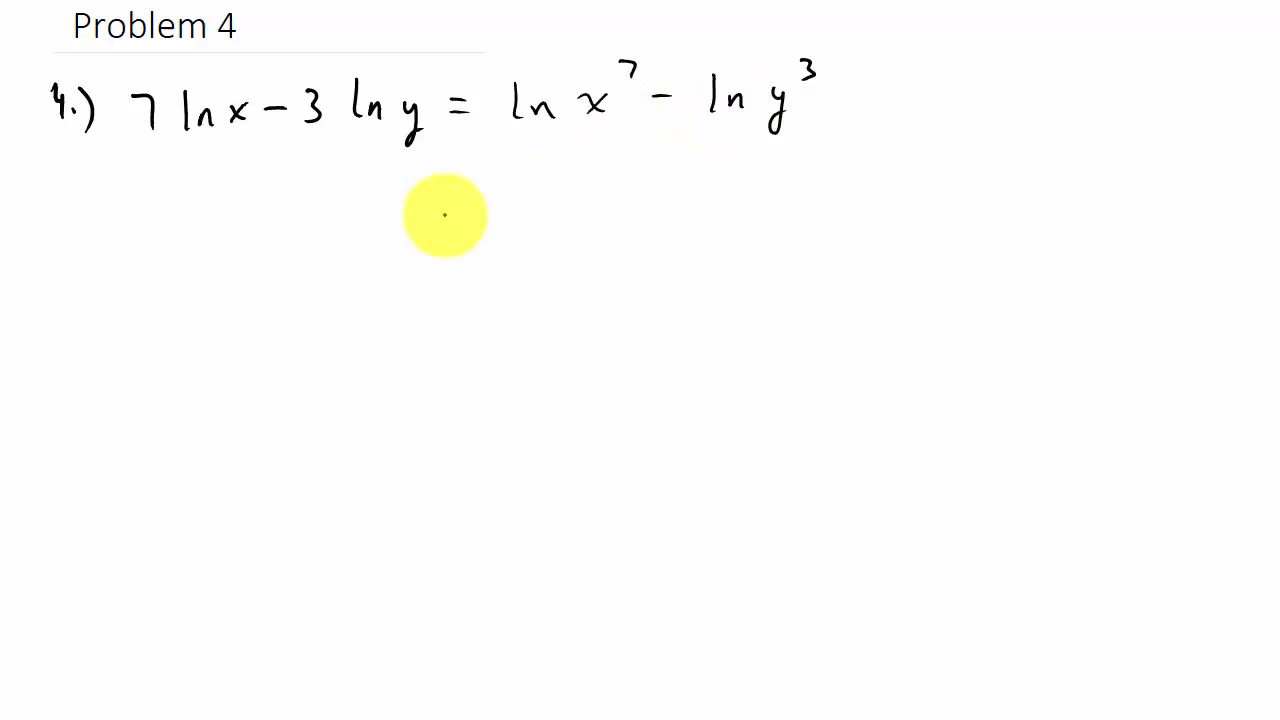 Problem 4
4.) 7 ln x - 3 ln y = ln x⁷ - ln y³